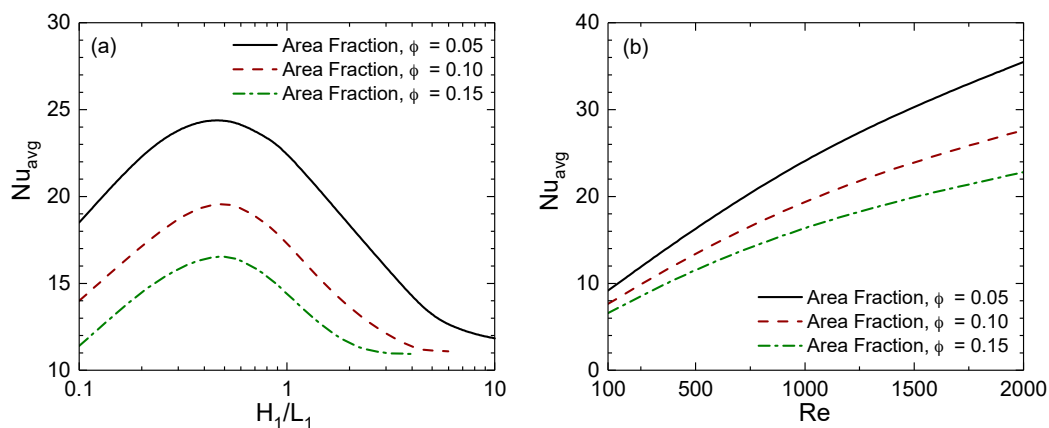 (a)
Area Fraction, ϕ = 0.05
Area Fraction, ϕ = 0.10
Area Fraction, ϕ = 0.15
30
25
20
15
10
Nu_avg
0.1
1
10
H_1/L_1
(b)
40
30
20
10
0
Nu_avg
Area Fraction, ϕ = 0.05
Area Fraction, ϕ = 0.10
Area Fraction, ϕ = 0.15
100
500
1000
1500
2000
Re